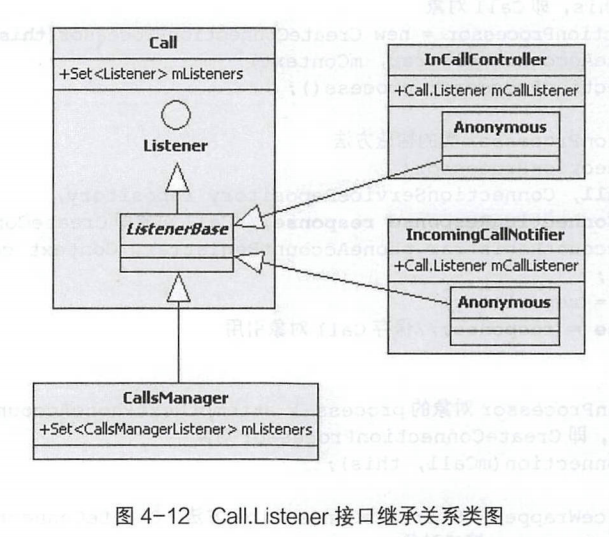 Call
+Set<Listener> mListeners
Listener
ListenerBase
InCallController
+Call.Listener mCallListener
Anonymous
IncomingCallNotifier
+Call.Listener mCallListener
Anonymous
CallsManager
+Set<CallsManagerListener> mListeners
图 4-12 Call.Listener 接口继承关系类图